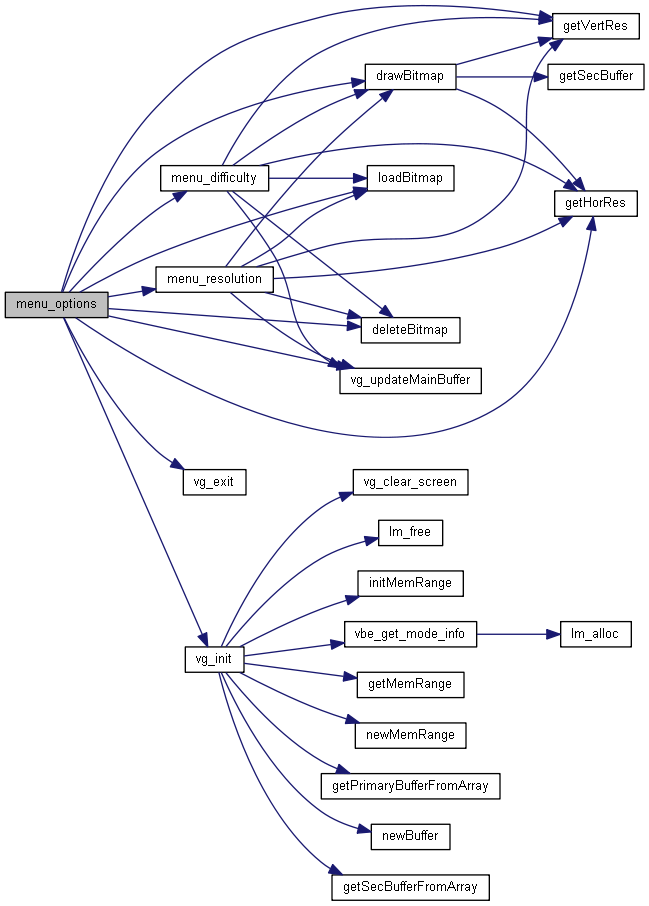 getVertRes
drawBitmap
getSecBuffer
menu_difficulty
loadBitmap
getHorRes
menu_resolution
menu_options
deleteBitmap
vg_updateMainBuffer
vg_exit
vg_clear_screen
lm_free
initMemRange
vbe_get_mode_info
lm_alloc
vg_init
getMemRange
newMemRange
getPrimaryBufferFromArray
newBuffer
getSecBufferFromArray